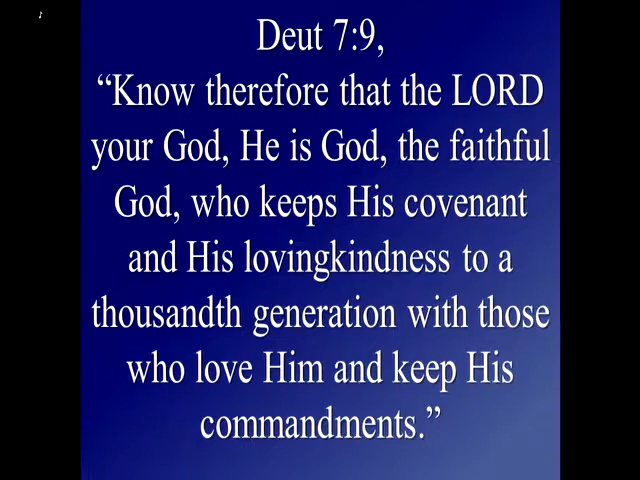 Deut 7:9,
“Know therefore that the LORD
your God, He is God, the faithful
God, who keeps His covenant
and His lovingkindness to a
thousandth generation with those
who love Him and keep His
commandments.”